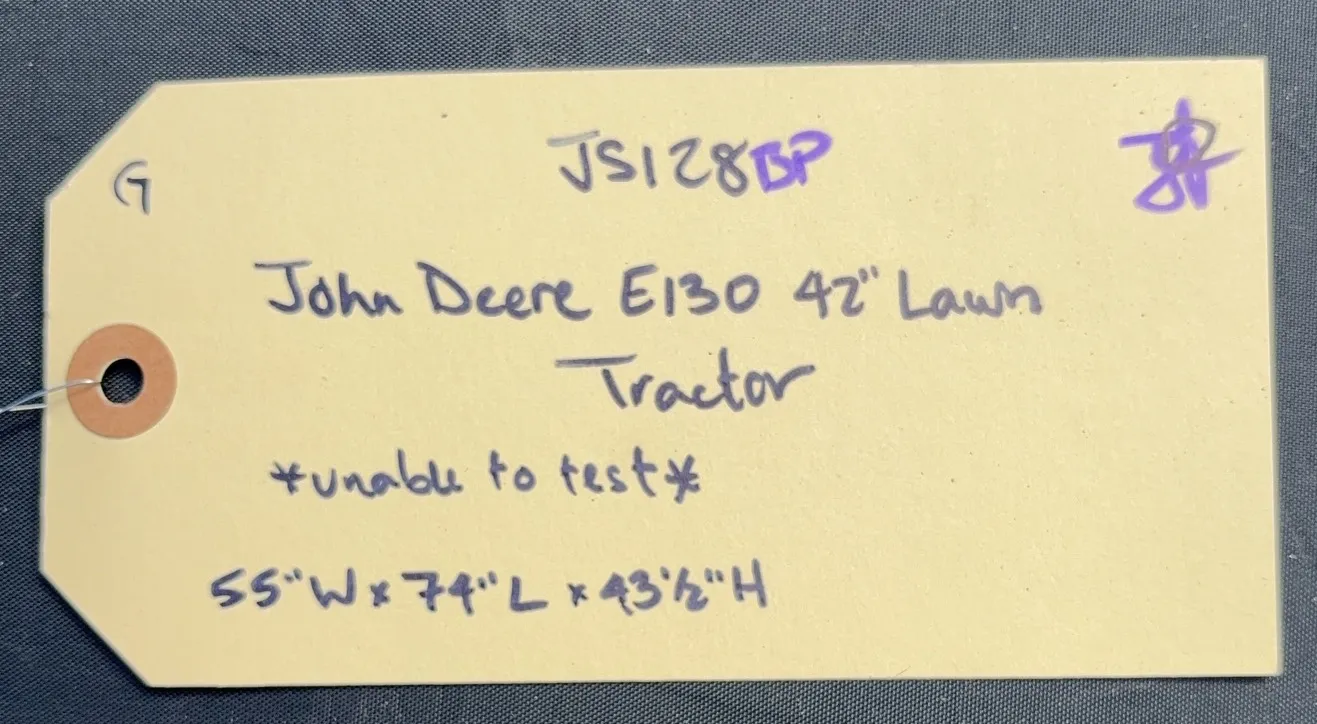 G
JS128BP
John Deere E130 42" Lawn
Tractor
*unable to test*
55"W x 74"L x 43½"H